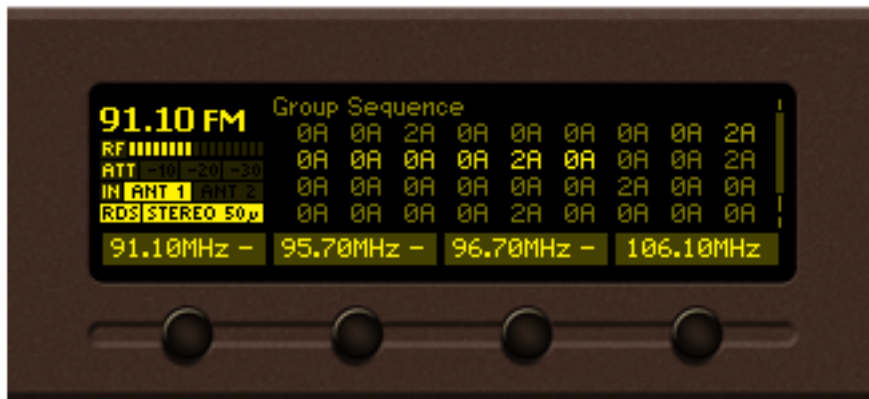 91.10 FM
RF
ATT -10 -20 -30
IN ANT 1 ANT 2
RDS STEREO 50µ
Group Sequence
0A 0A 2A 0A 0A 0A 0A 0A 2A
0A 0A 0A 0A 2A 0A 0A 0A 2A
0A 0A 0A 0A 0A 0A 2A 0A 0A
0A 0A 0A 0A 2A 0A 0A 0A 0A
91.10MHz - 95.70MHz - 96.70MHz - 106.10MHz